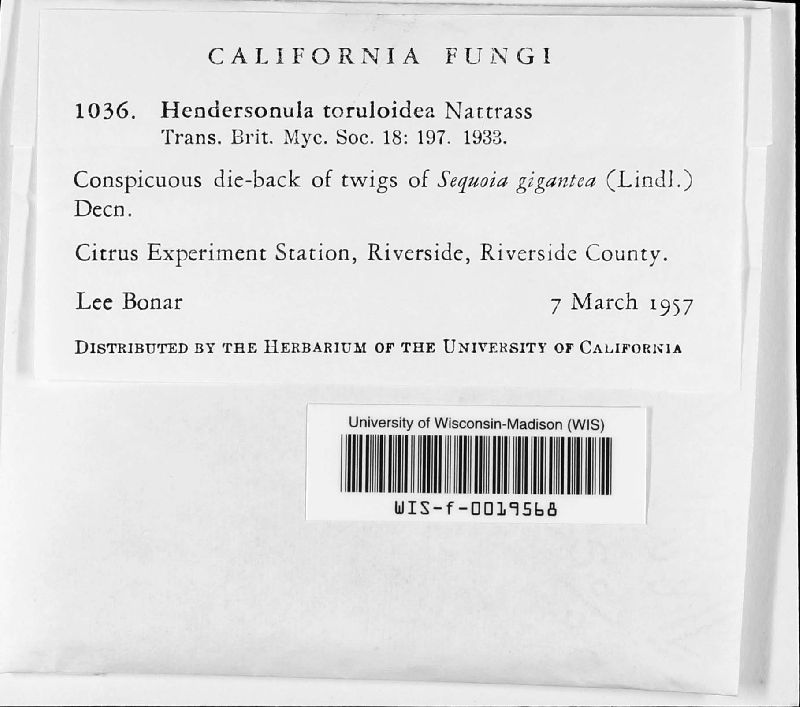 CALIFORNIA FUNGI
1036. Hendersonula toruloidea Nattrass
Trans. Brit. Myc. Soc. 18: 197. 1933.
Conspicuous die-back of twigs of Sequoia gigantea (Lindl.)
Decn.
Citrus Experiment Station, Riverside, Riverside County.
Lee Bonar 7 March 1957
DISTRIBUTED BY THE HERBARIUM OF THE UNIVERSITY OF CALIFORNIA
University of Wisconsin-Madison (WIS)
WIS-f-0019568